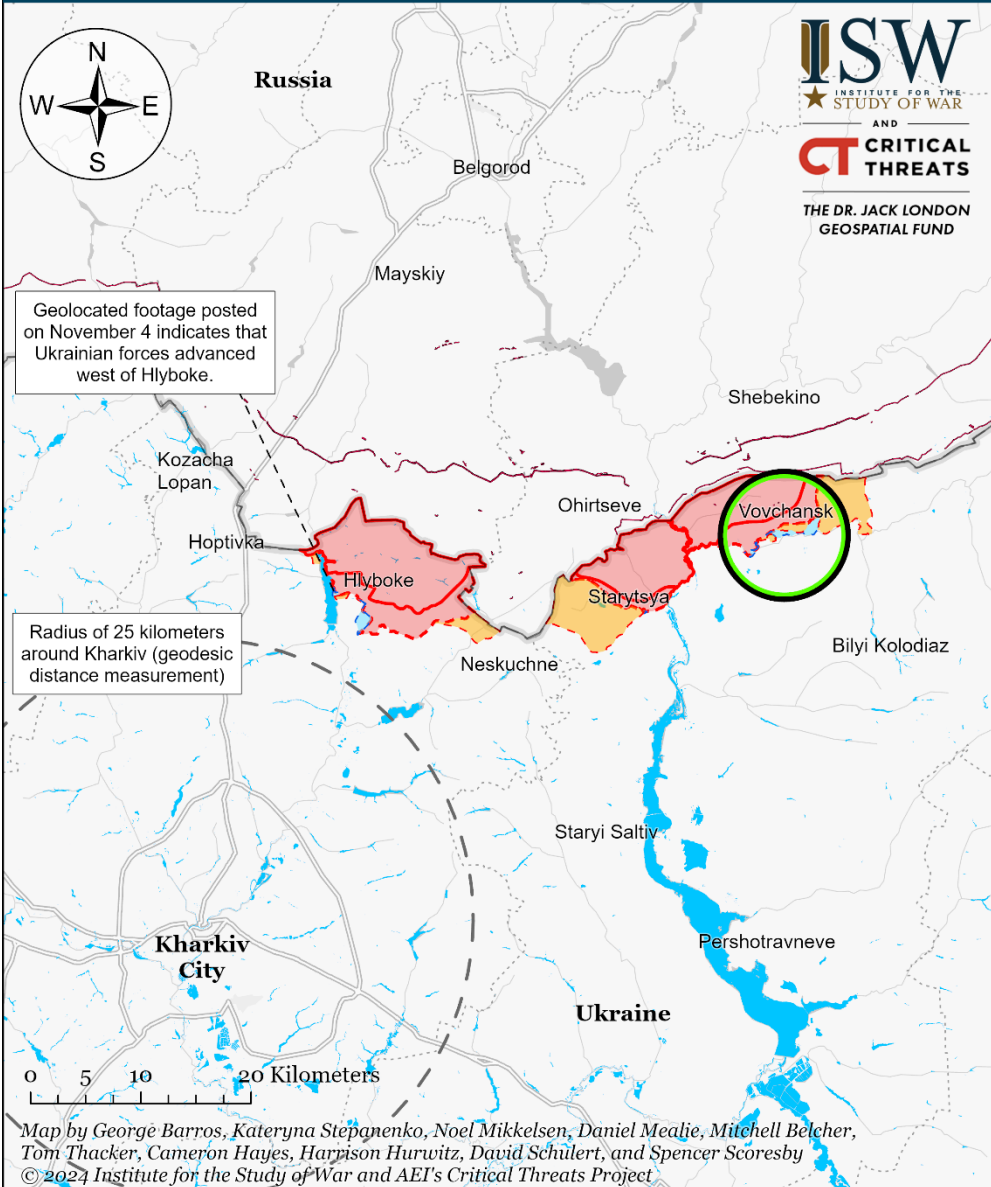 N
W E
S
Russia
ISW
INSTITUTE FOR THE
STUDY OF WAR
AND
CT CRITICAL
THREATS
THE DR. JACK LONDON
GEOSPATIAL FUND
Belgorod
Mayskiy
Geolocated footage posted
on November 4 indicates that
Ukrainian forces advanced
west of Hlyboke.
Shebekino
Kozacha
Lopan
Ohirtseve
Vovchansk
Hoptivka
Hlyboke
Starytsya
Radius of 25 kilometers
around Kharkiv (geodesic
distance measurement)
Neskuchne
Bilyi Kolodiaz
Staryi Saltiv
Pershotravneve
Kharkiv
City
Ukraine
0 5 10 20 Kilometers
Map by George Barros, Kateryna Stepanenko, Noel Mikkelsen, Daniel Mealie, Mitchell Belcher,
Tom Thacker, Cameron Hayes, Harrison Hurwitz, David Schulert, and Spencer Scoresby
© 2024 Institute for the Study of War and AEI's Critical Threats Project